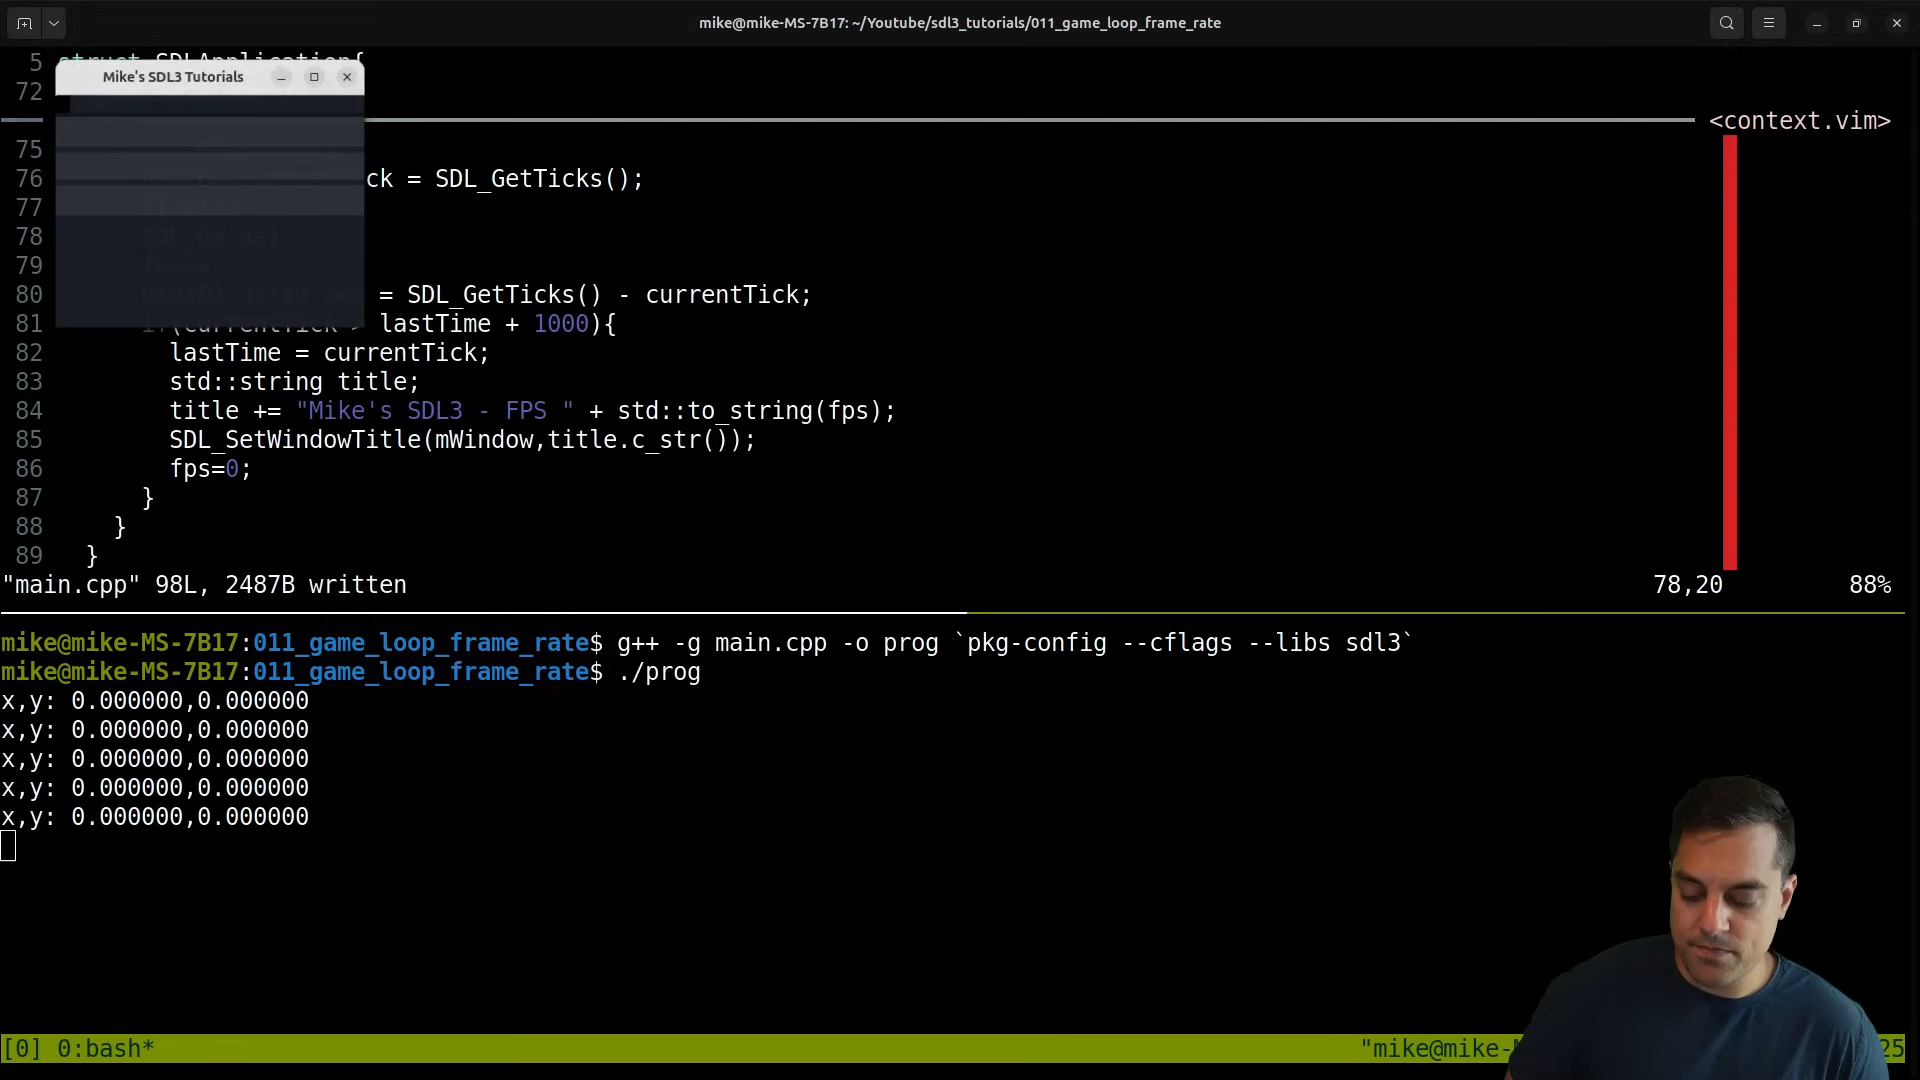 mike@mike-MS-7B17: ~/Youtube/sdl3_tutorials/011_game_loop_frame_rate
5 struct SDLApplication{
Mike's SDL3 Tutorials
72
<context.vim>
75
76 ck = SDL_GetTicks();
77
78
79
80 = SDL_GetTicks() - currentTick;
81 if(currentTick > lastTime + 1000){
82 lastTime = currentTick;
83 std::string title;
84 title += "Mike's SDL3 - FPS " + std::to_string(fps);
85 SDL_SetWindowTitle(mWindow,title.c_str());
86 fps=0;
87 }
88 }
89 }
"main.cpp" 98L, 2487B written 78,20 88%
mike@mike-MS-7B17:011_game_loop_frame_rate$ g++ -g main.cpp -o prog `pkg-config --cflags --libs sdl3`
mike@mike-MS-7B17:011_game_loop_frame_rate$ ./prog
x,y: 0.000000,0.000000
x,y: 0.000000,0.000000
x,y: 0.000000,0.000000
x,y: 0.000000,0.000000
x,y: 0.000000,0.000000
[0] 0:bash* "mike@mike- 25